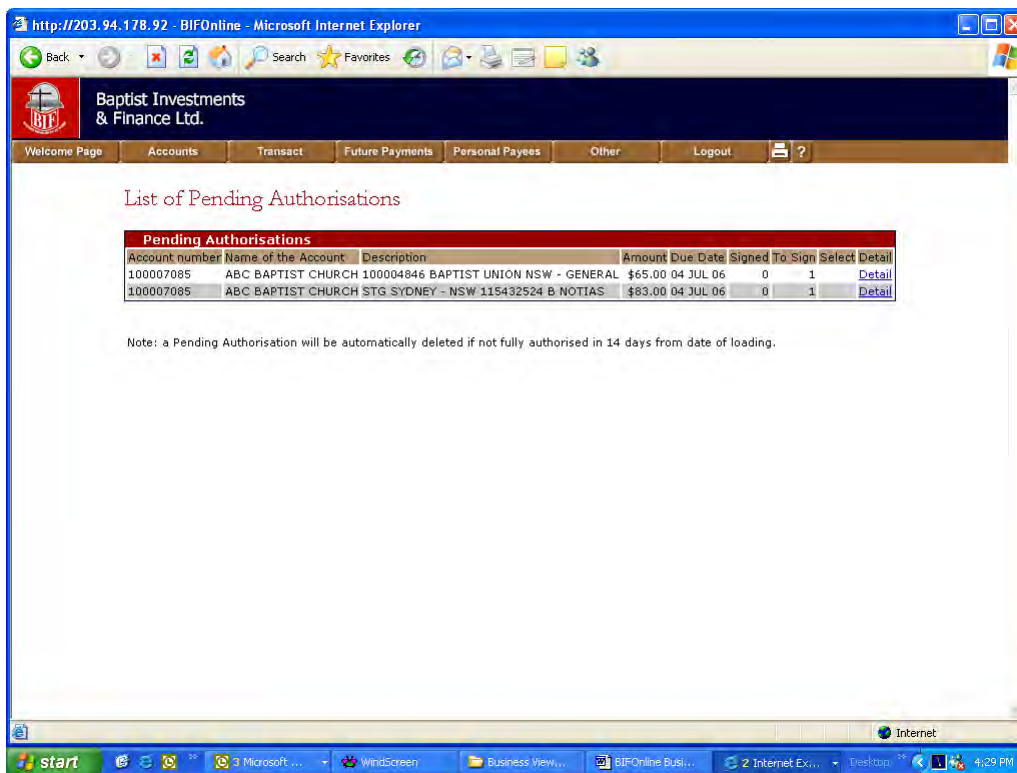 http://203.94.178.92 - BIFOnline - Microsoft Internet Explorer
Back Search Favorites
BIF
Baptist Investments
& Finance Ltd.
Welcome Page Accounts Transact Future Payments Personal Payees Other Logout ?
List of Pending Authorisations
Pending Authorisations
Account number Name of the Account Description Amount Due Date Signed To Sign Select Detail
100007085 ABC BAPTIST CHURCH 100004846 BAPTIST UNION NSW - GENERAL $65.00 04 JUL 06 0 1 Detail
100007085 ABC BAPTIST CHURCH STG SYDNEY - NSW 115432524 B NOTIAS $83.00 04 JUL 06 0 1 Detail
Note: a Pending Authorisation will be automatically deleted if not fully authorised in 14 days from date of loading.
Internet
start 3 Microsoft ... WindScreen Business View... BIFOnline Busi... 2 Internet Ex... Desktop 4:29 PM